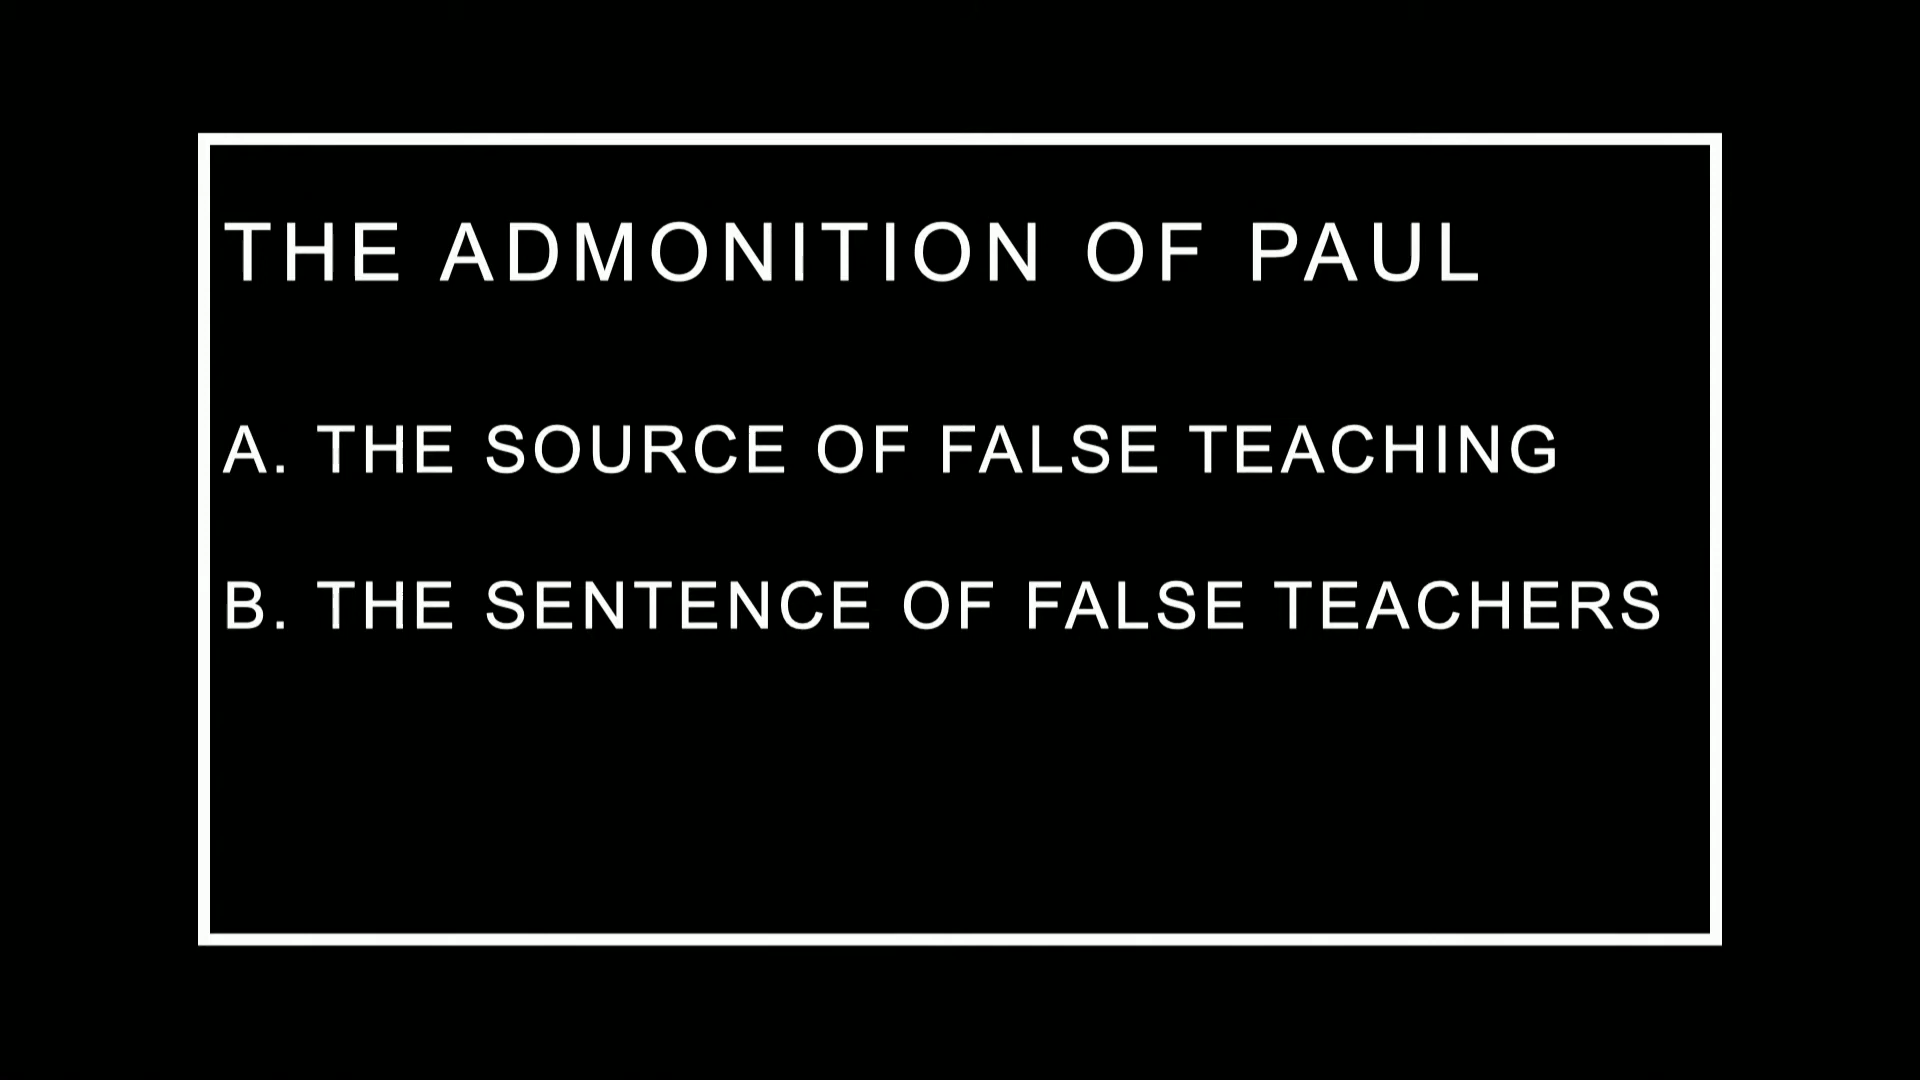 THE ADMONITION OF PAUL
A. THE SOURCE OF FALSE TEACHING
B. THE SENTENCE OF FALSE TEACHERS